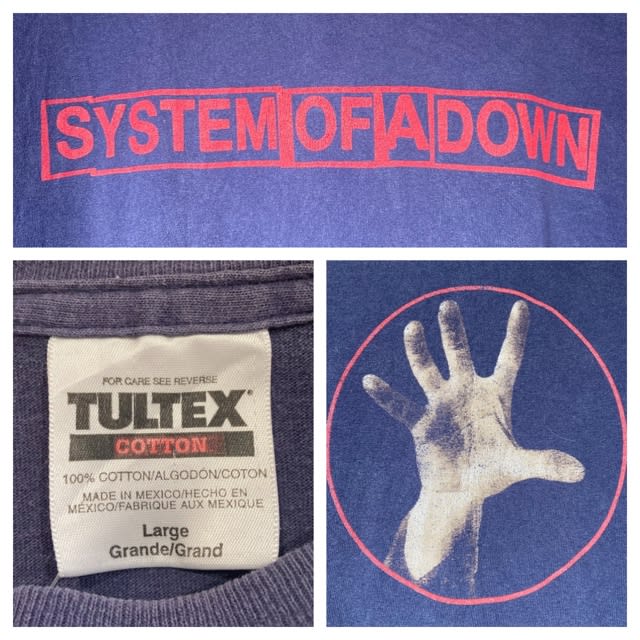 SYSTEM OF A DOWN
FOR CARE SEE REVERSE
TULTEX
COTTON
100% COTTON/ALGODÓN/COTON
MADE IN MEXICO/HECHO EN
MÉXICO/FABRIQUE AUX MEXIQUE
Large
Grande/Grand